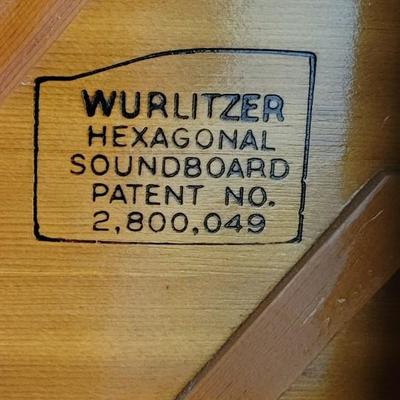 WURLITZER
HEXAGONAL
SOUNDBOARD
PATENT NO.
2,800,049